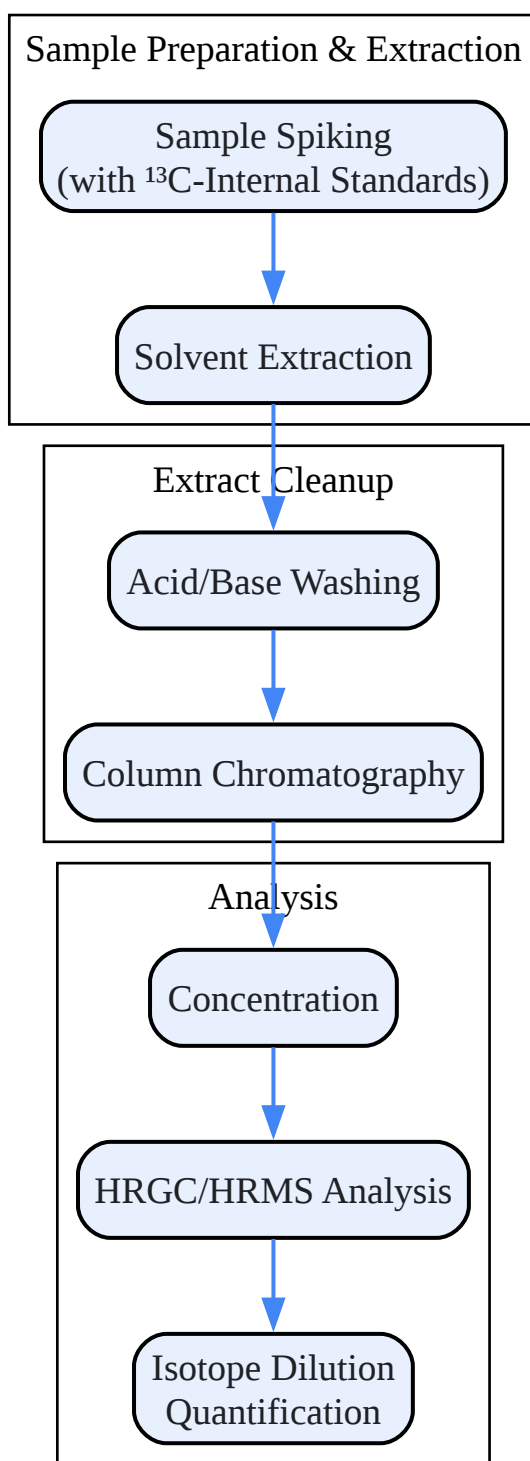 Sample Preparation & Extraction
Sample Spiking
(with ¹³C-Internal Standards)
Solvent Extraction
Extract Cleanup
Acid/Base Washing
Column Chromatography
Analysis
Concentration
HRGC/HRMS Analysis
Isotope Dilution
Quantification